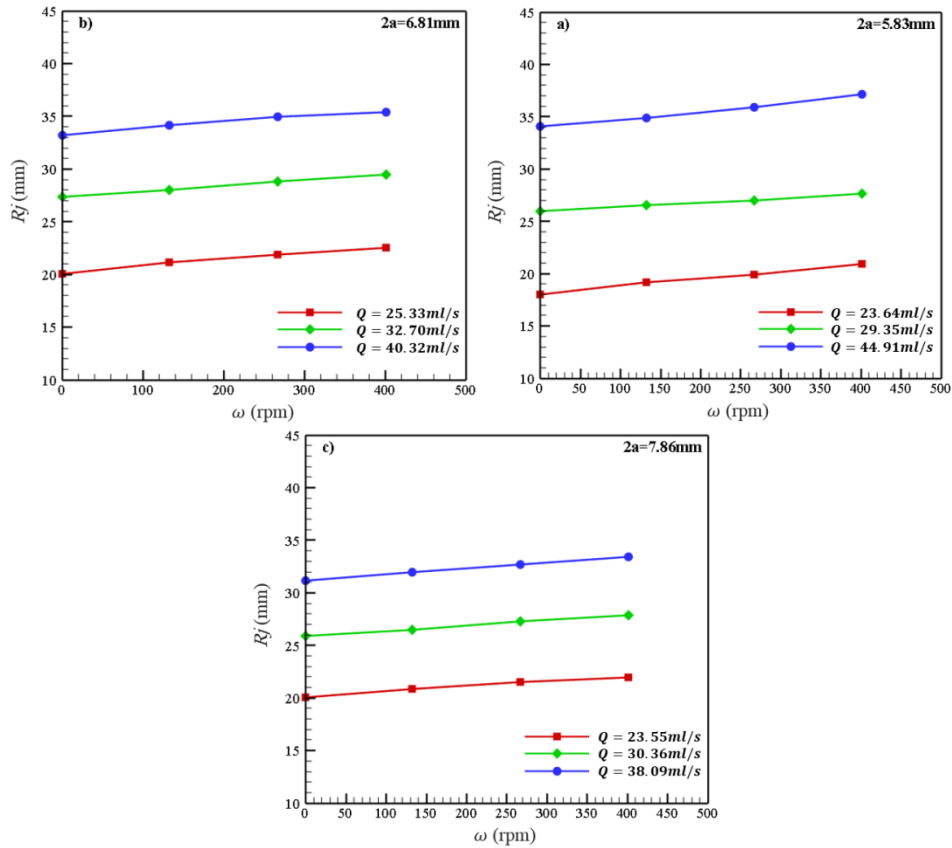 b)
2a=6.81mm
45
40
35
30
25
20
15
10
Rj (mm)
0
100
200
300
400
500
ω (rpm)
Q = 25.33ml/s
Q = 32.70ml/s
Q = 40.32ml/s
a)
2a=5.83mm
45
40
35
30
25
20
15
10
Rj (mm)
0
50
100
150
200
250
300
350
400
450
500
ω (rpm)
Q = 23.64ml/s
Q = 29.35ml/s
Q = 44.91ml/s
c)
2a=7.86mm
45
40
35
30
25
20
15
10
Rj (mm)
0
50
100
150
200
250
300
350
400
450
500
ω (rpm)
Q = 23.55ml/s
Q = 30.36ml/s
Q = 38.09ml/s